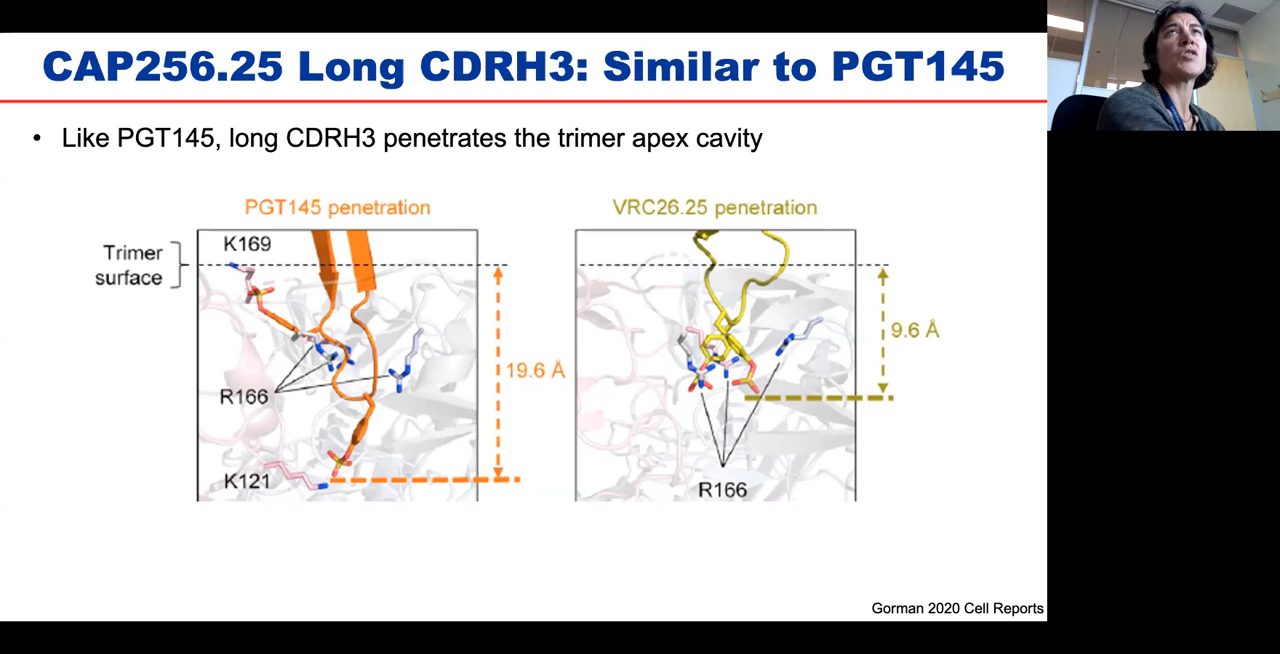 CAP256.25 Long CDRH3: Similar to PGT145
• Like PGT145, long CDRH3 penetrates the trimer apex cavity
PGT145 penetration
VRC26.25 penetration
Trimer
surface
K169
R166
K121
19.6 Å
R166
9.6 Å
Gorman 2020 Cell Reports